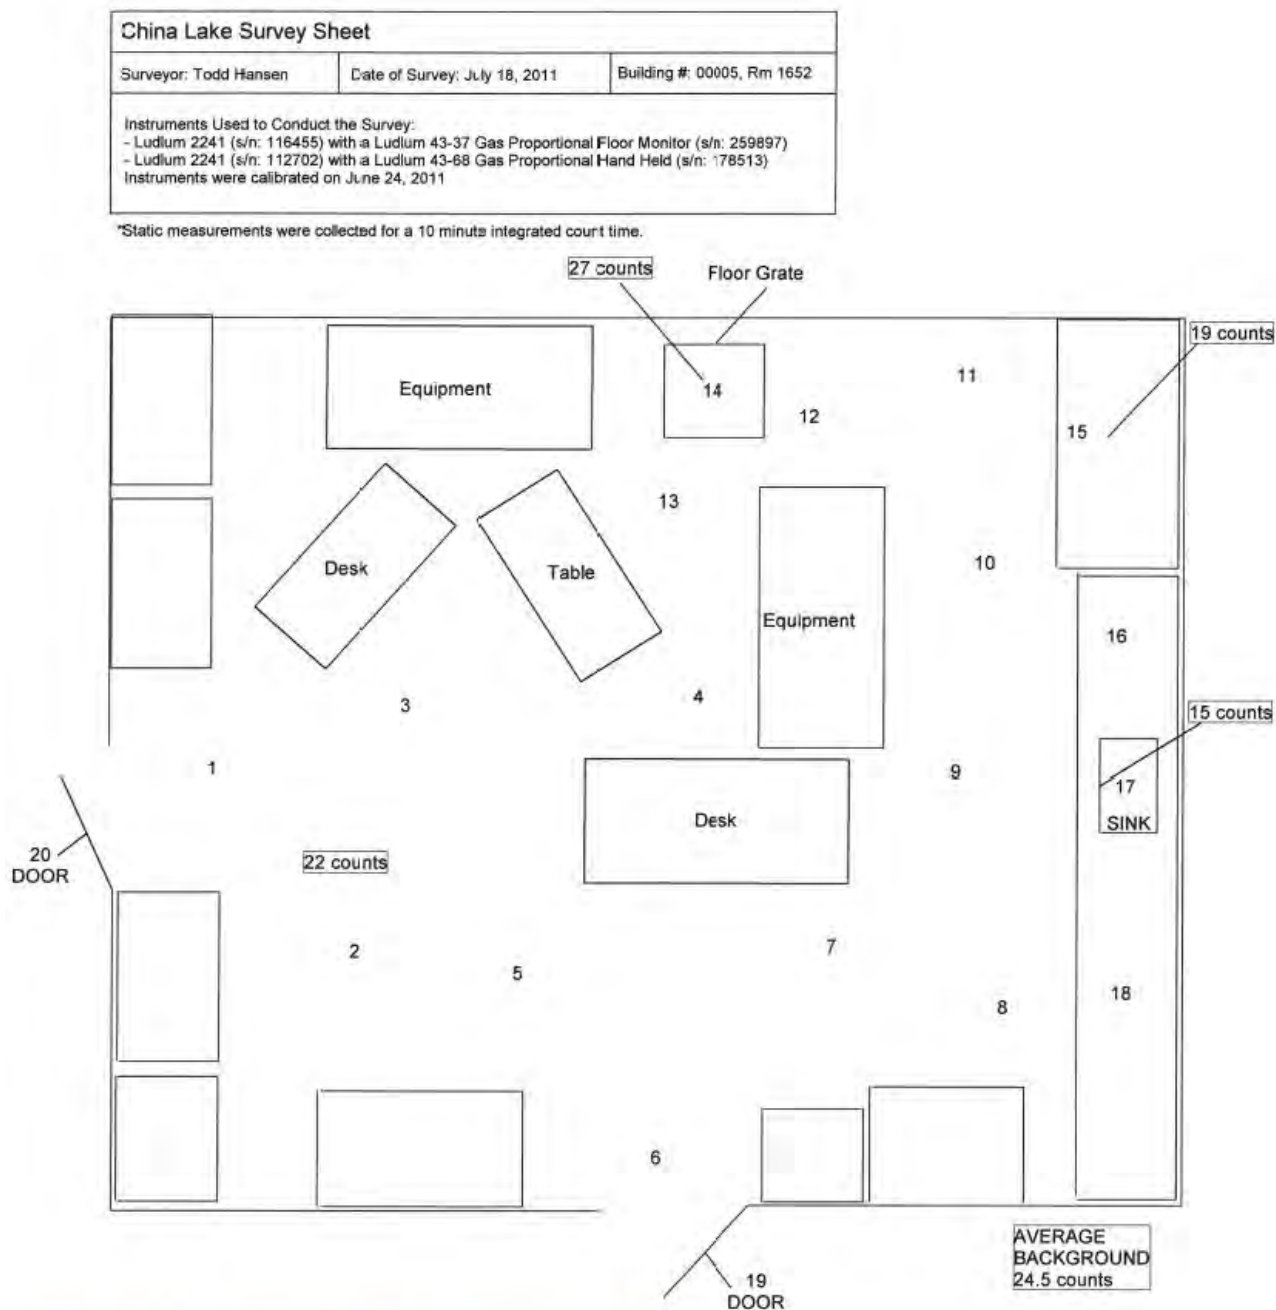 China Lake Survey Sheet
Surveyor: Todd Hansen
Date of Survey: July 18, 2011
Building #: 00005, Rm 1652
Instruments Used to Conduct the Survey:
- Ludlum 2241 (s/n: 116455) with a Ludlum 43-37 Gas Proportional Floor Monitor (s/n: 259897)
- Ludlum 2241 (s/n: 112702) with a Ludlum 43-68 Gas Proportional Hand Held (s/n: 178513)
Instruments were calibrated on June 24, 2011
*Static measurements were collected for a 10 minute integrated count time.
27 counts
Floor Grate
19 counts
Equipment
14
11
12
15
13
Desk
Table
10
Equipment
16
3
4
15 counts
1
9
17
SINK
Desk
20
DOOR
22 counts
2
5
7
18
8
6
AVERAGE
BACKGROUND
24.5 counts
19
DOOR